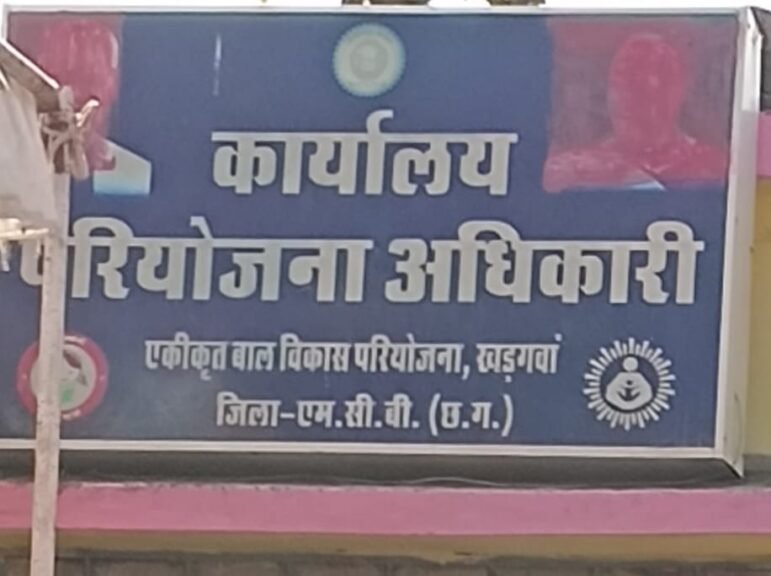 कार्यालय
परियोजना अधिकारी
एकीकृत बाल विकास परियोजना, खड़गवां
जिला-एम.सी.बी. (छ.ग.)